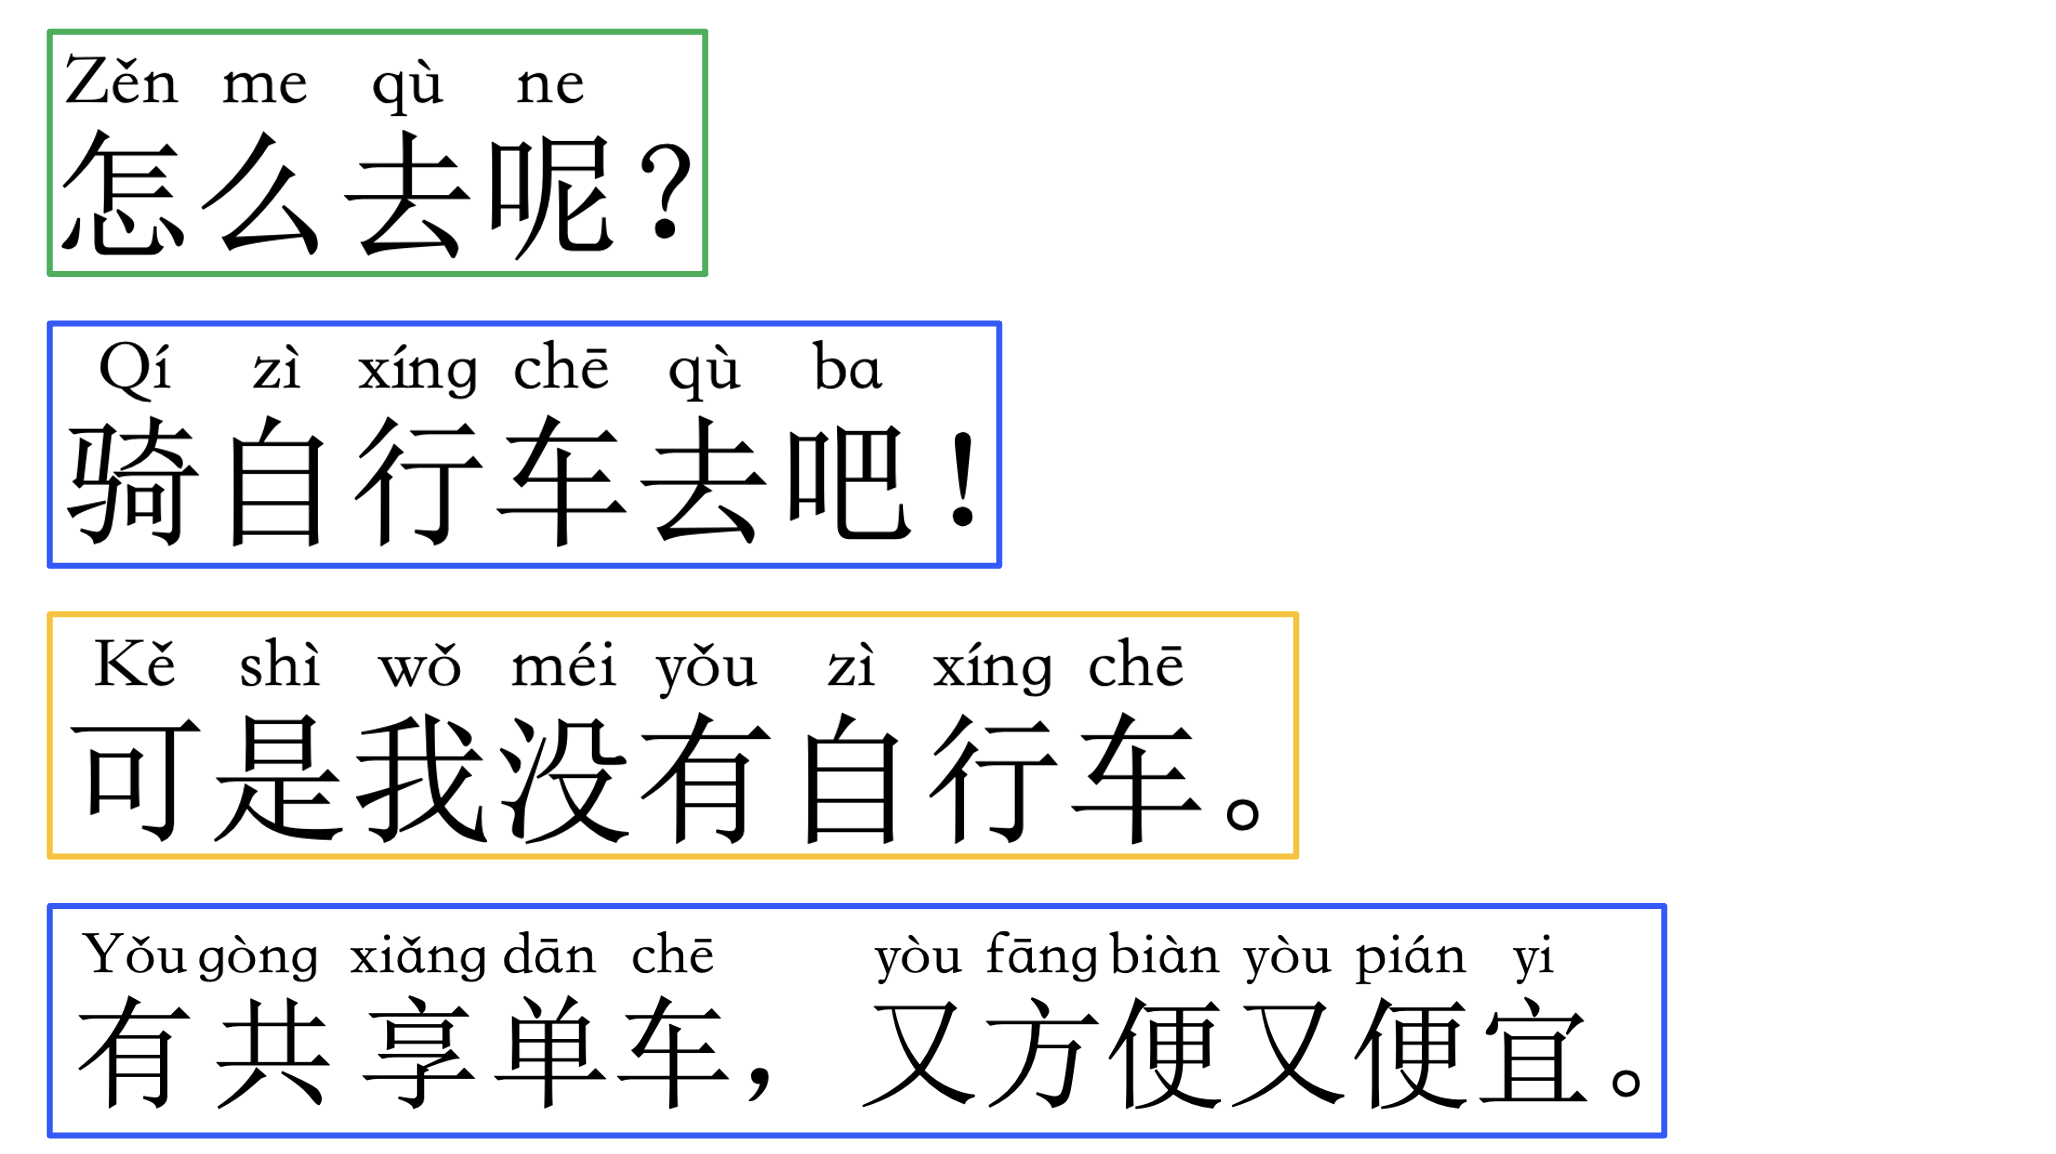 Zěn me qù ne
怎么去呢？
Qí zì xíng chē qù ba
骑自行车去吧！
Kě shì wǒ méi yǒu zì xíng chē
可是我没有自行车。
Yǒu gòng xiǎng dān chē yòu fāng biàn yòu pián yi
有共享单车，又方便又便宜。